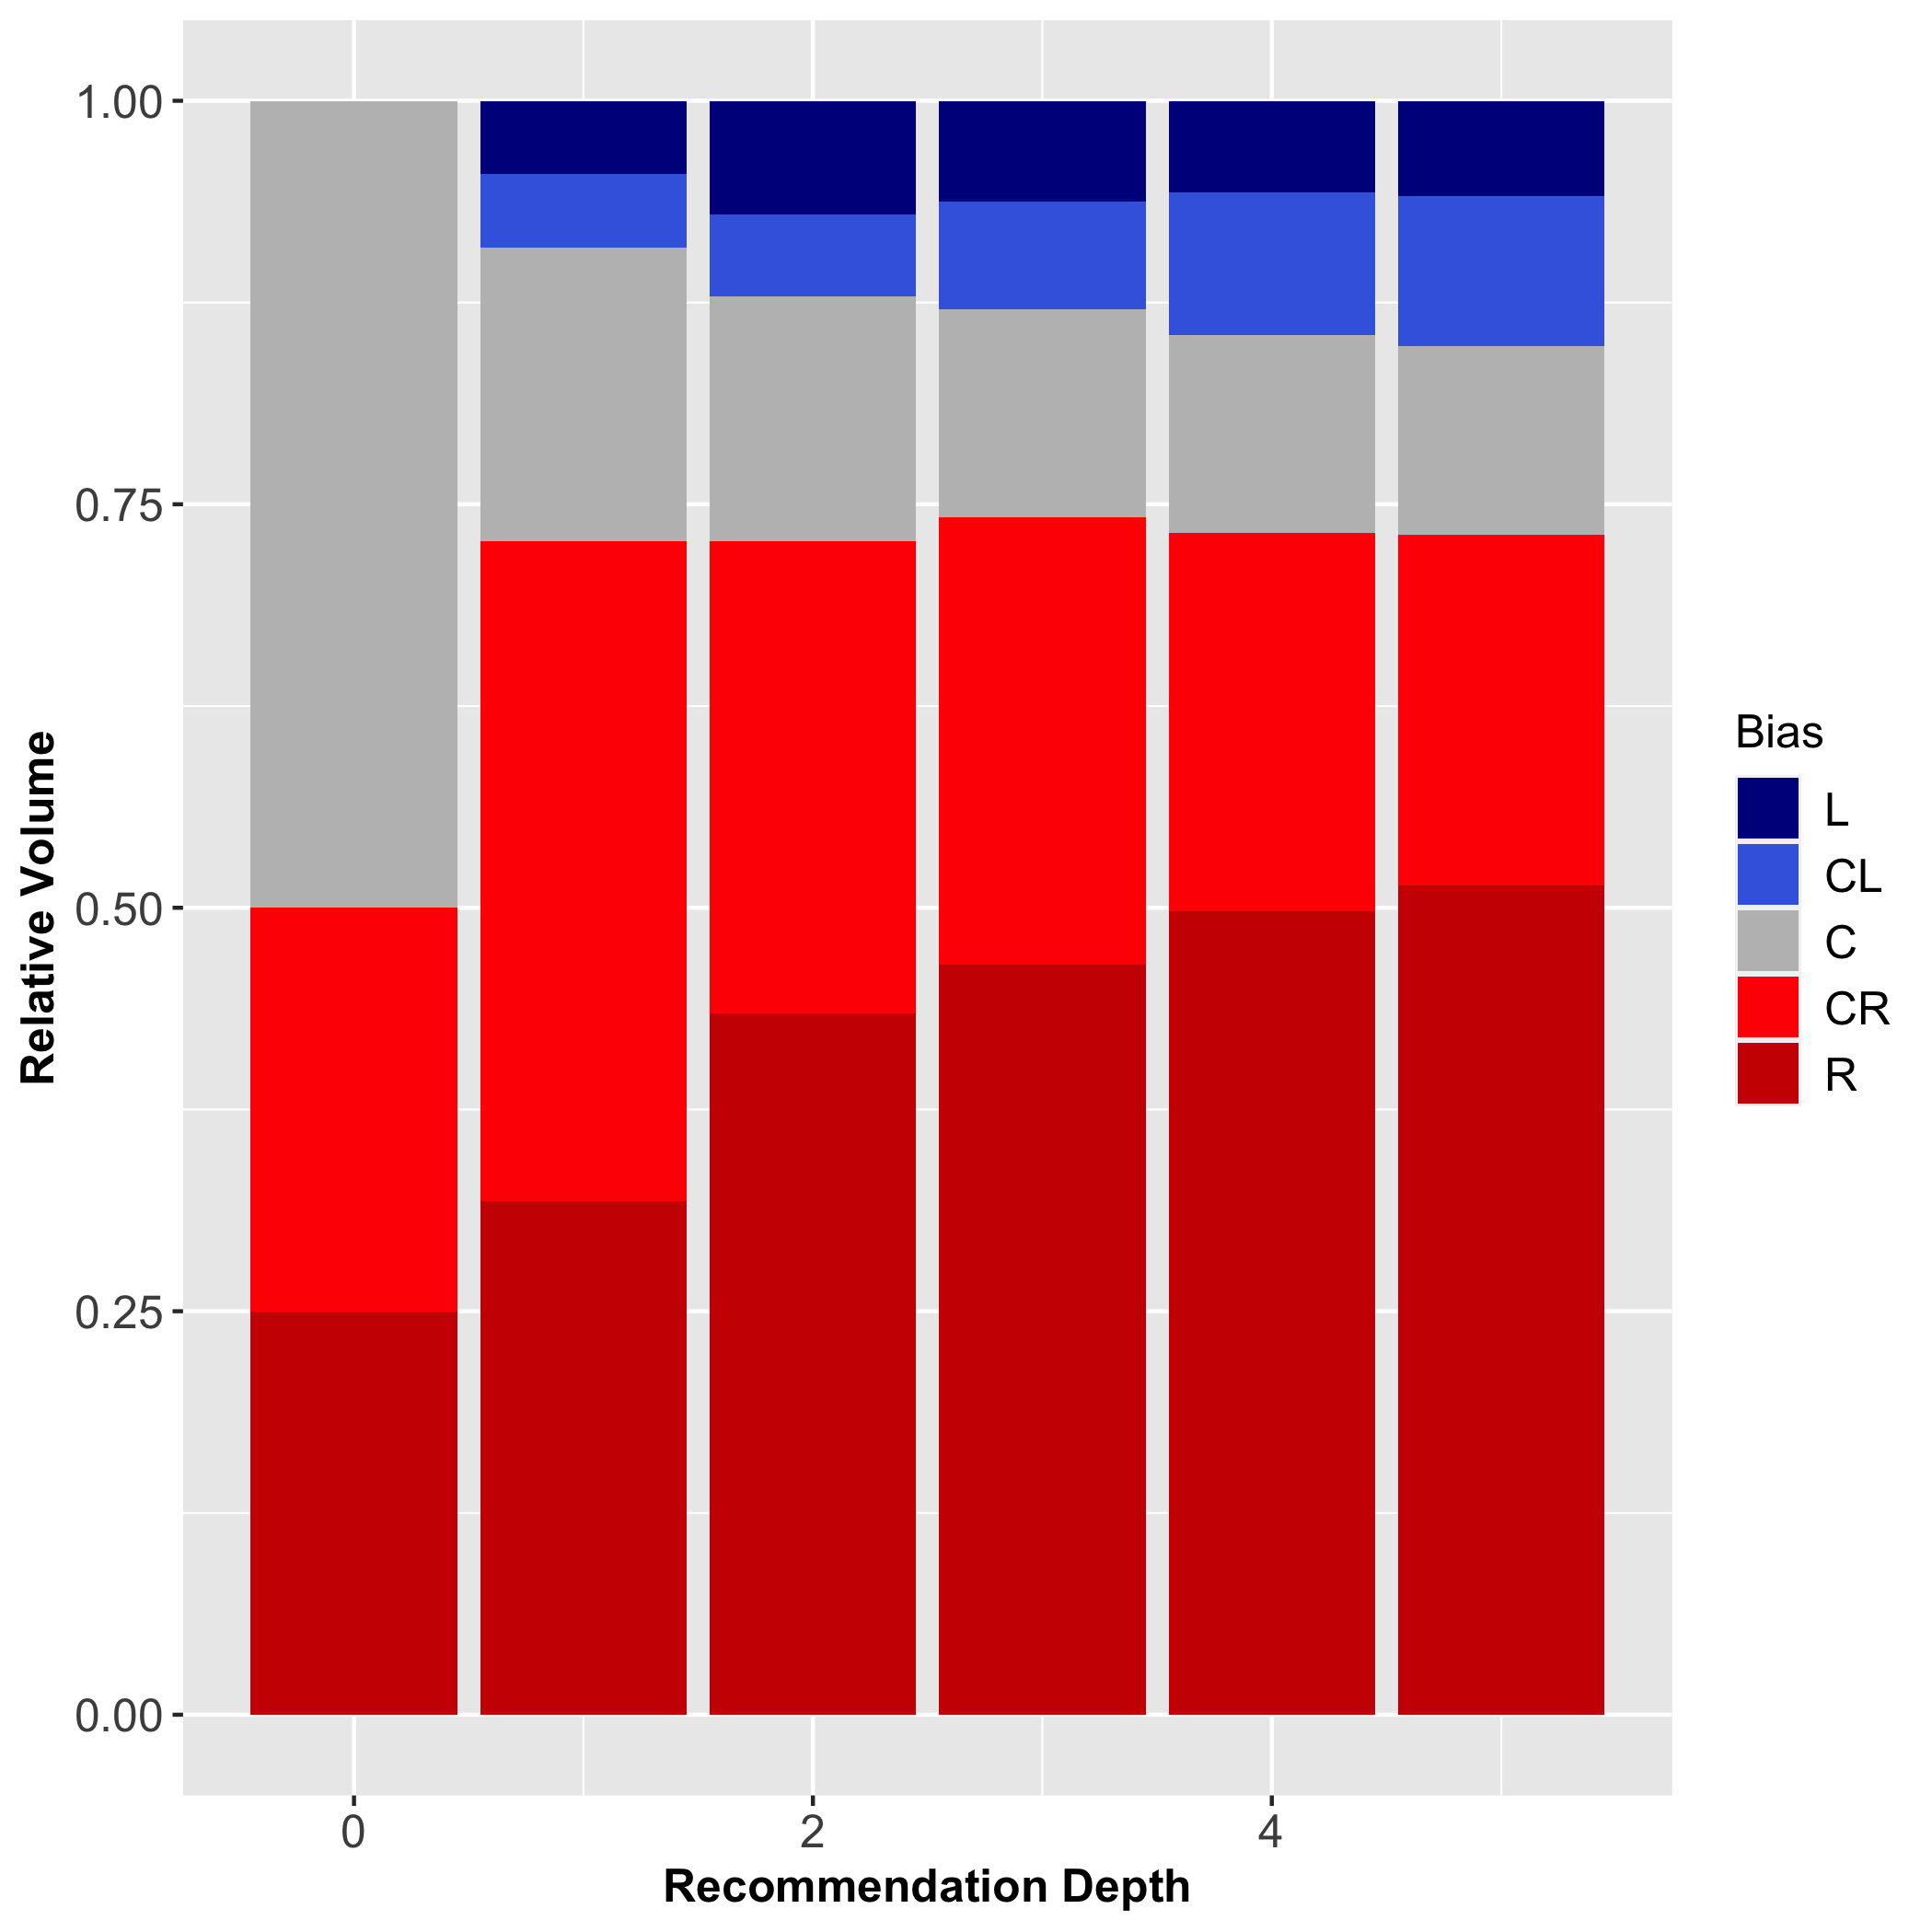 1.00
0.75
0.50
0.25
0.00
Relative Volume
0 2 4
Recommendation Depth
Bias
L
CL
C
CR
R